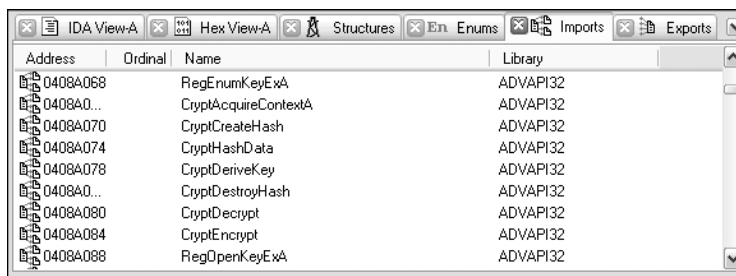 IDA View-A Hex View-A Structures En Enums Imports Exports
Address Ordinal Name Library
0408A068 RegEnumKeyExA ADVAPI32
0408A0... CryptAcquireContextA ADVAPI32
0408A070 CryptCreateHash ADVAPI32
0408A074 CryptHashData ADVAPI32
0408A078 CryptDeriveKey ADVAPI32
0408A0... CryptDestroyHash ADVAPI32
0408A080 CryptDecrypt ADVAPI32
0408A084 CryptEncrypt ADVAPI32
0408A088 RegOpenKeyExA ADVAPI32